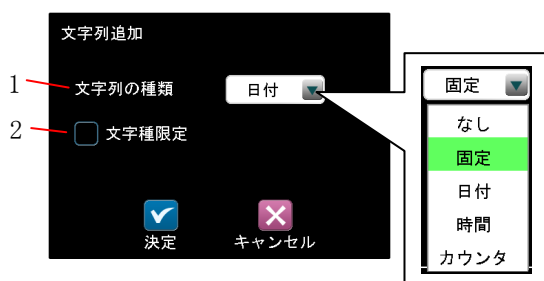 文字列追加
1 文字列の種類 日付
2 文字種限定
決定 キャンセル
固定
なし
固定
日付
時間
カウンタ